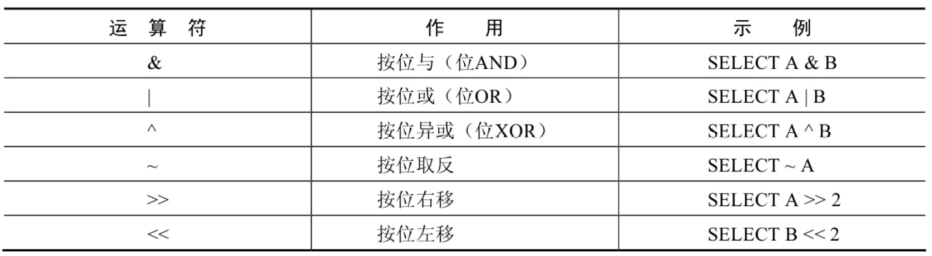 运 算 符 作 用 示 例
& 按位与（位AND） SELECT A & B
| 按位或（位OR） SELECT A | B
^ 按位异或（位XOR） SELECT A ^ B
~ 按位取反 SELECT ~ A
>> 按位右移 SELECT A >> 2
<< 按位左移 SELECT B << 2